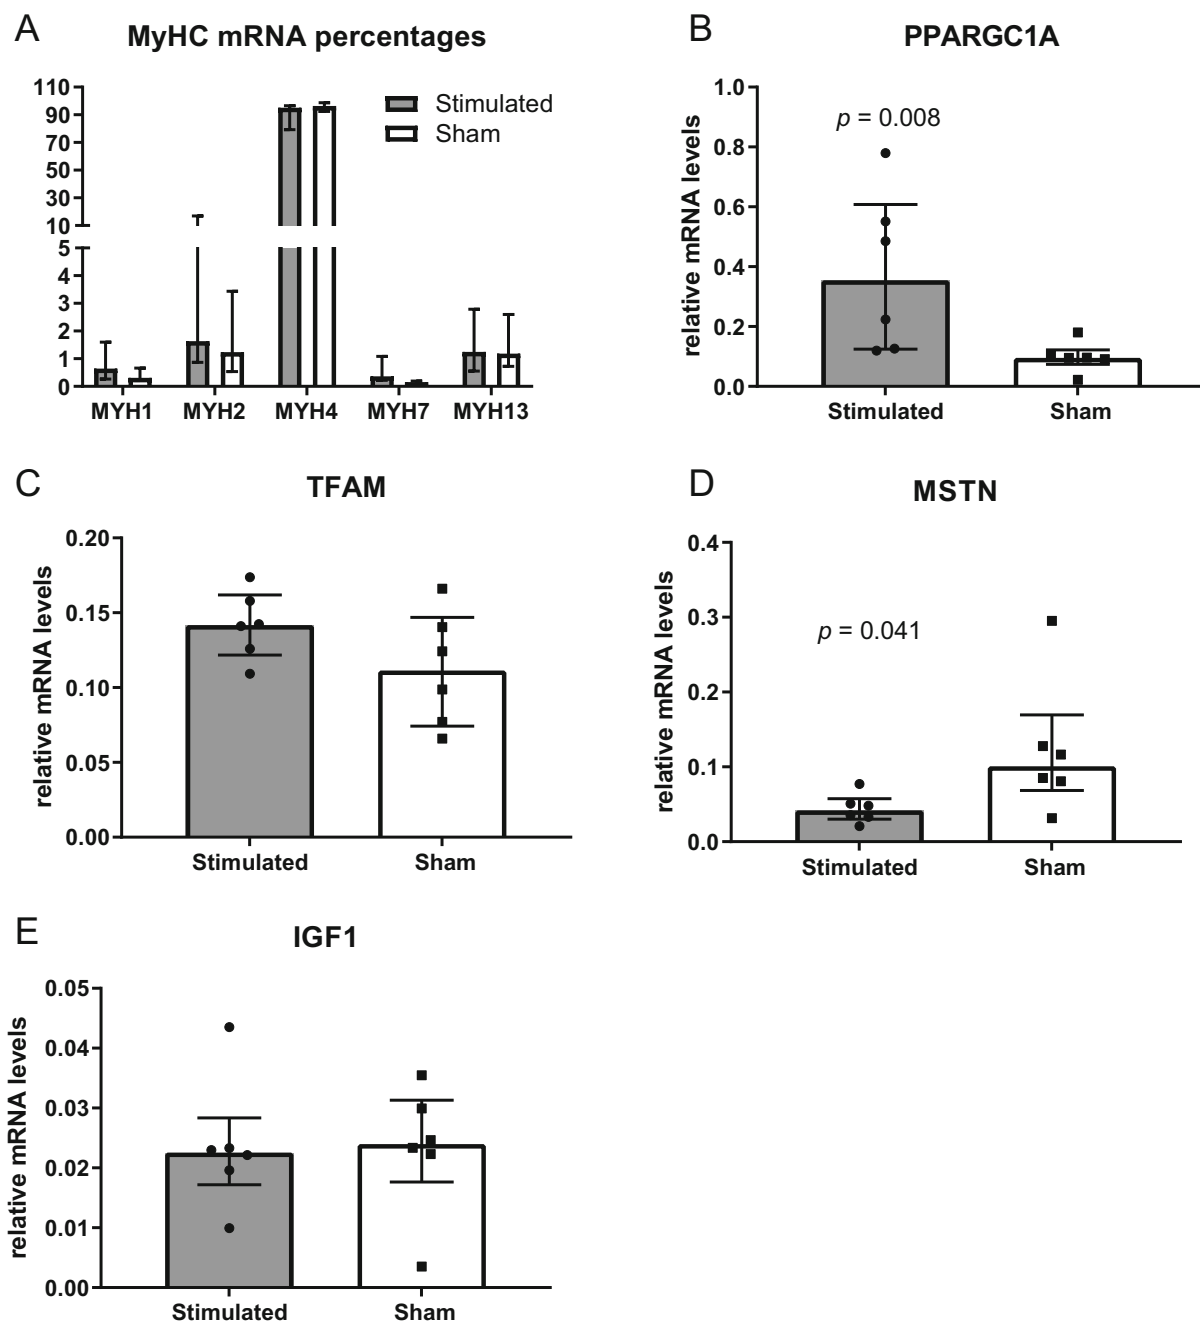 A
MyHC mRNA percentages
110
90
70
50
30
10
5
4
3
2
1
0
Stimulated
Sham
MYH1 MYH2 MYH4 MYH7 MYH13
B
PPARGC1A
relative mRNA levels
1.0
0.8
0.6
0.4
0.2
0.0
p = 0.008
Stimulated Sham
C
TFAM
relative mRNA levels
0.20
0.15
0.10
0.05
0.00
Stimulated Sham
D
MSTN
relative mRNA levels
0.4
0.3
0.2
0.1
0.0
p = 0.041
Stimulated Sham
E
IGF1
relative mRNA levels
0.05
0.04
0.03
0.02
0.01
0.00
Stimulated Sham